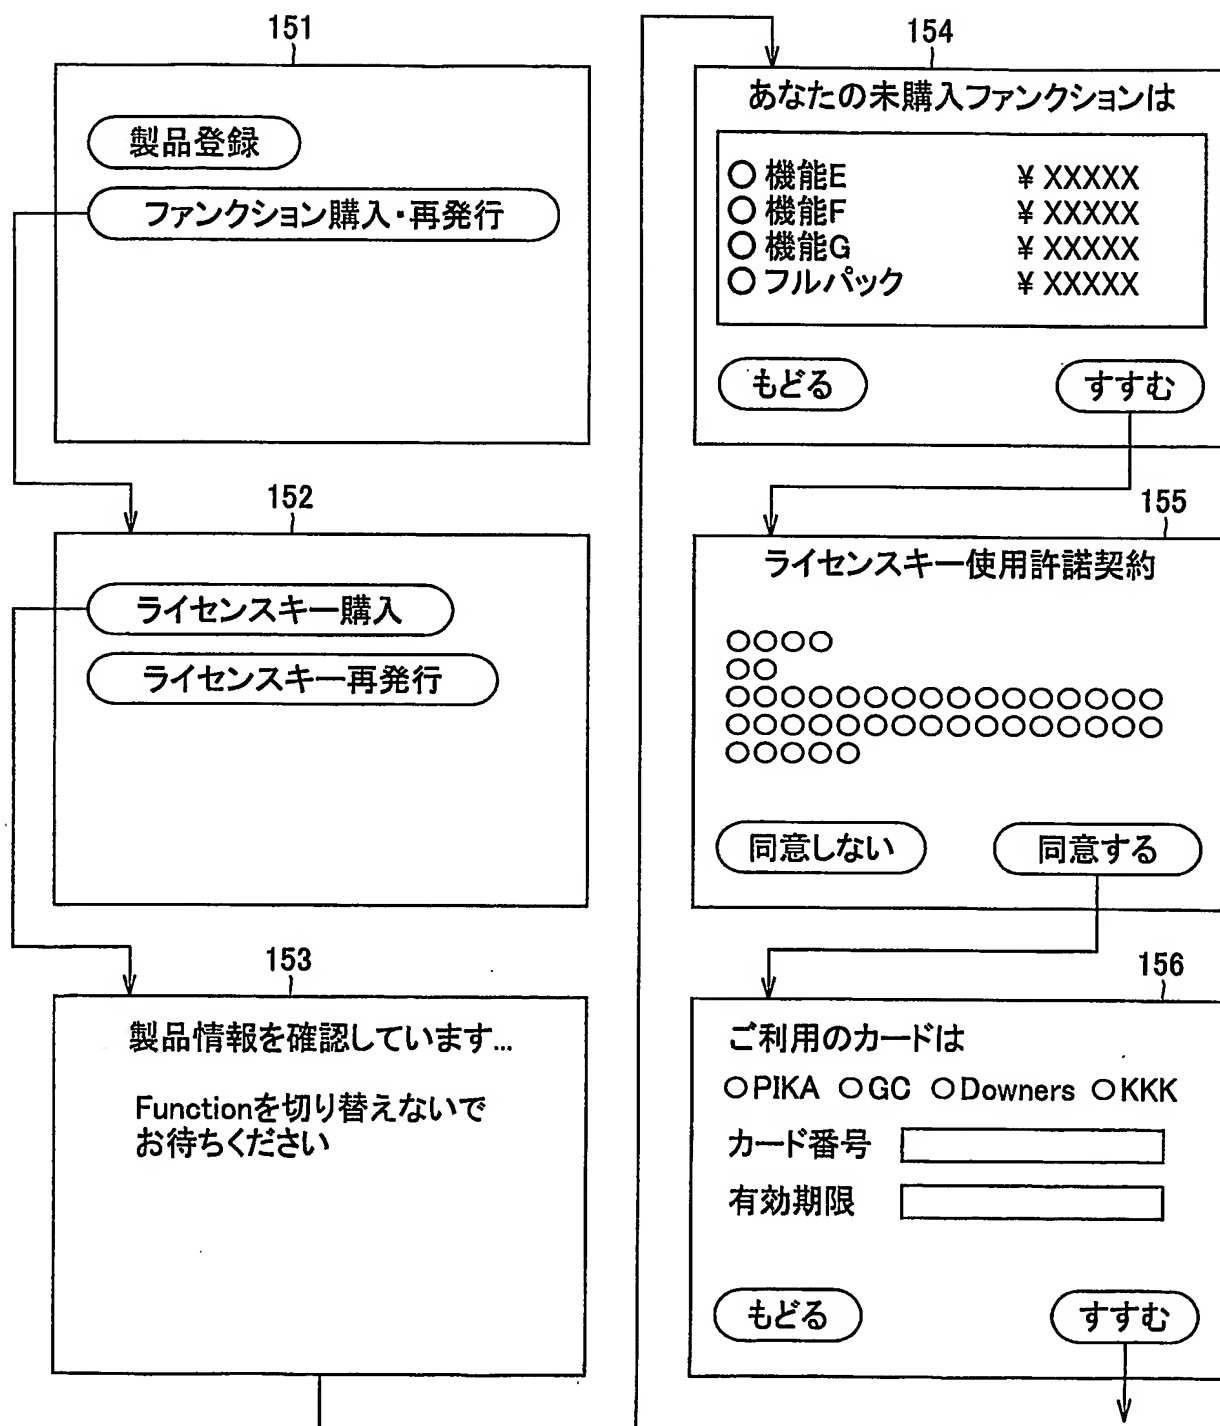 151
製品登録
ファンクション購入・再発行
152
ライセンスキー購入
ライセンスキー再発行
153
製品情報を確認しています...
Functionを切り替えないで
お待ちください
154
あなたの未購入ファンクションは
○機能E ¥XXXXX
○機能F ¥XXXXX
○機能G ¥XXXXX
○フルパック ¥XXXXX
もどる すすむ
155
ライセンスキー使用許諾契約
○○○○
○○
○○○○○○○○○○○○○○○○
○○○○○○○○○○○○○○○○
○○○○○
同意しない 同意する
156
ご利用のカードは
○PIKA ○GC ○Downers ○KKK
カード番号
有効期限
もどる すすむ